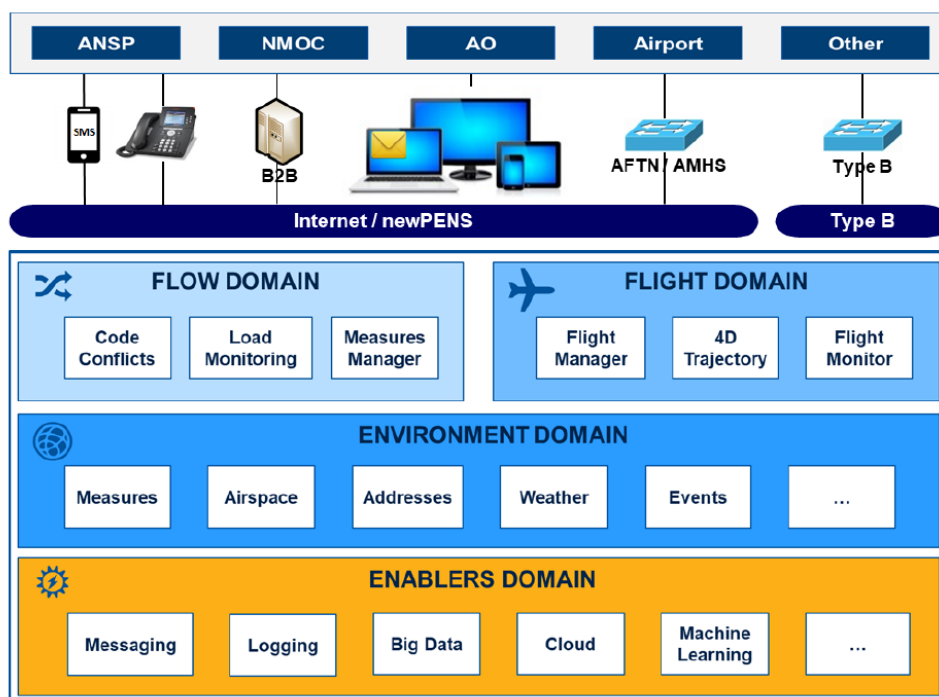 ANSP
NMOC
AO
Airport
Other
SMS
B2B
AFTN / AMHS
Type B
Internet / newPENS
Type B
FLOW DOMAIN
Code
Conflicts
Load
Monitoring
Measures
Manager
FLIGHT DOMAIN
Flight
Manager
4D
Trajectory
Flight
Monitor
ENVIRONMENT DOMAIN
Measures
Airspace
Addresses
Weather
Events
...
ENABLERS DOMAIN
Messaging
Logging
Big Data
Cloud
Machine
Learning
...